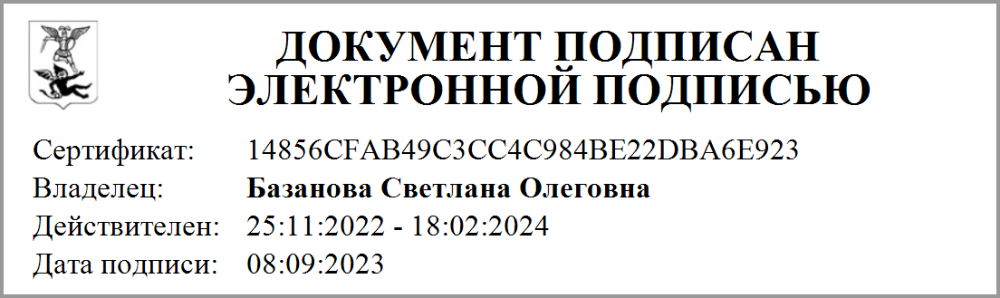 ДОКУМЕНТ ПОДПИСАН
ЭЛЕКТРОННОЙ ПОДПИСЬЮ
Сертификат: 14856CFAB49C3CC4C984BE22DBA6E923
Владелец: Базанова Светлана Олеговна
Действителен: 25:11:2022 - 18:02:2024
Дата подписи: 08:09:2023